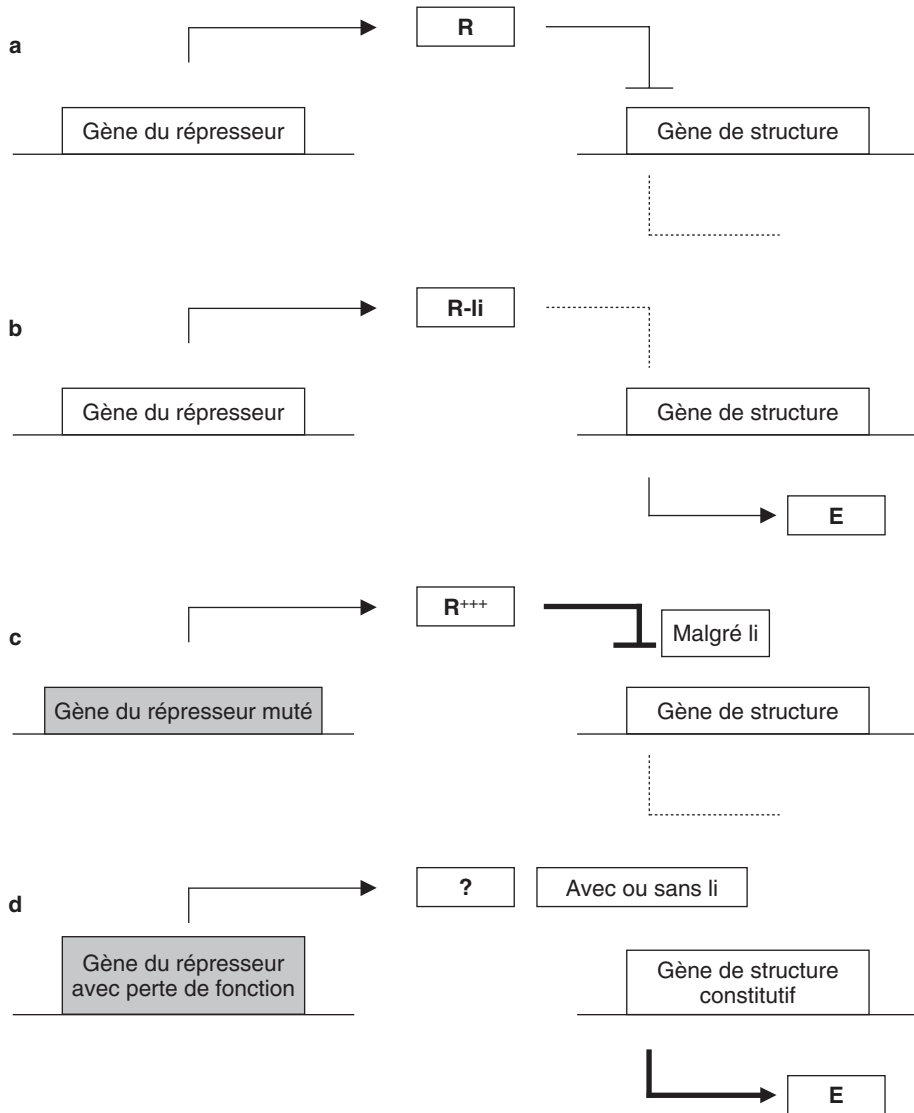 R
a
Gène du répresseur
Gène de structure
R-li
b
Gène du répresseur
Gène de structure
E
R+++
Malgré li
c
Gène du répresseur muté
Gène de structure
?
Avec ou sans li
d
Gène du répresseur
avec perte de fonction
Gène de structure
constitutif
E